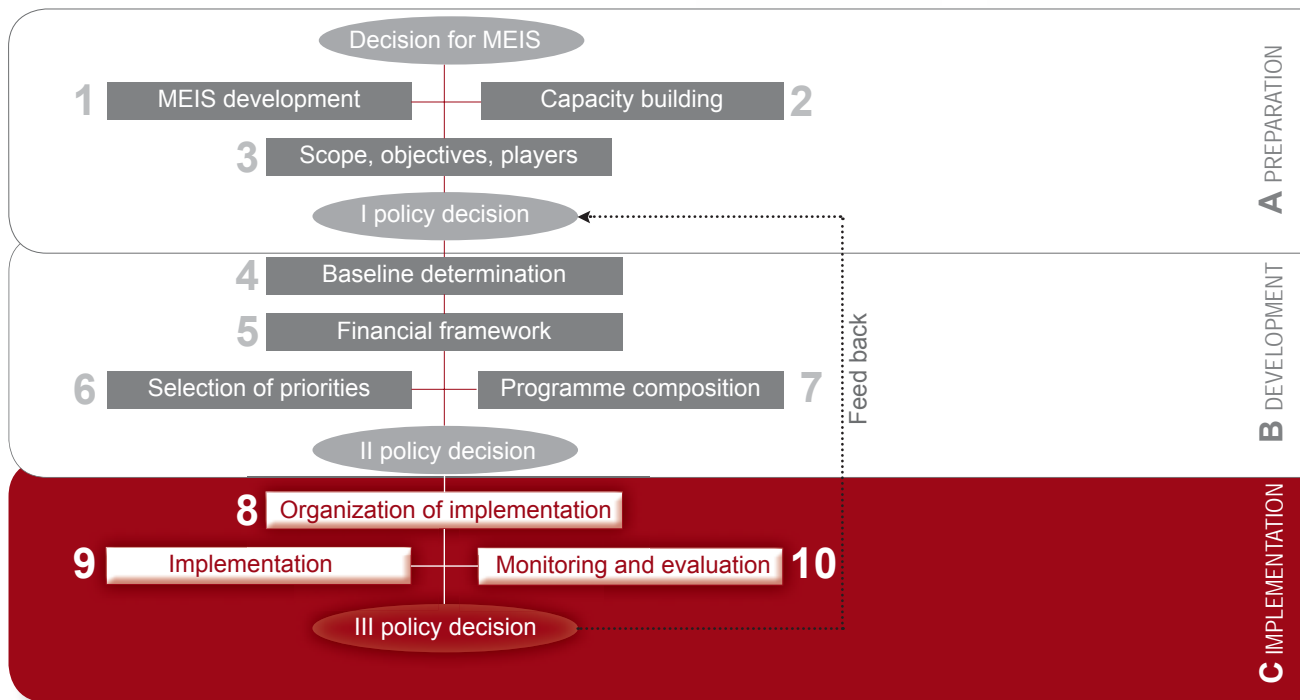 Decision for MEIS
1 MEIS development
Capacity building 2
3 Scope, objectives, players
I policy decision
A PREPARATION
4 Baseline determination
5 Financial framework
6 Selection of priorities
Programme composition 7
II policy decision
Feed back
B DEVELOPMENT
8 Organization of implementation
9 Implementation
Monitoring and evaluation 10
III policy decision
C IMPLEMENTATION